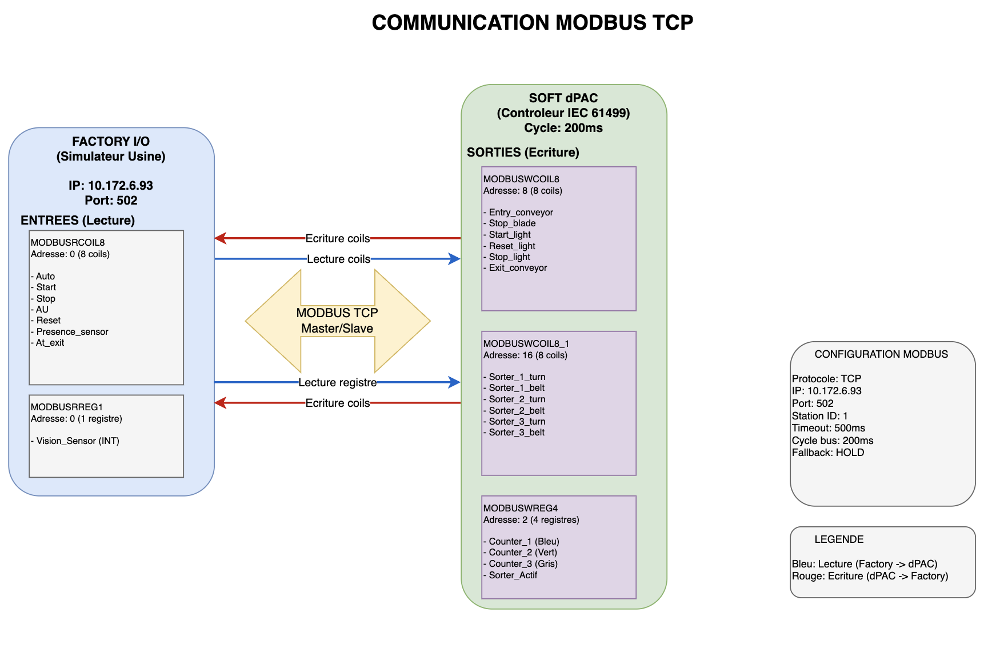 COMMUNICATION MODBUS TCP
FACTORY I/O
(Simulateur Usine)
IP: 10.172.6.93
Port: 502
ENTREES (Lecture)
MODBUSRCOIL8
Adresse: 0 (8 coils)
- Auto
- Start
- Stop
- AU
- Reset
- Presence_sensor
- At_exit
MODBUSRREG1
Adresse: 0 (1 registre)
- Vision_Sensor (INT)
Ecriture coils
Lecture coils
MODBUS TCP
Master/Slave
Lecture registre
Ecriture coils
SOFT dPAC
(Controleur IEC 61499)
Cycle: 200ms
SORTIES (Ecriture)
MODBUSWCOIL8
Adresse: 8 (8 coils)
- Entry_conveyor
- Stop_blade
- Start_light
- Reset_light
- Stop_light
- Exit_conveyor
MODBUSWCOIL8_1
Adresse: 16 (8 coils)
- Sorter_1_turn
- Sorter_1_belt
- Sorter_2_turn
- Sorter_2_belt
- Sorter_3_turn
- Sorter_3_belt
MODBUSWREG4
Adresse: 2 (4 registres)
- Counter_1 (Bleu)
- Counter_2 (Vert)
- Counter_3 (Gris)
- Sorter_Actif
CONFIGURATION MODBUS
Protocole: TCP
IP: 10.172.6.93
Port: 502
Station ID: 1
Timeout: 500ms
Cycle bus: 200ms
Fallback: HOLD
LEGENDE
Bleu: Lecture (Factory -> dPAC)
Rouge: Ecriture (dPAC -> Factory)